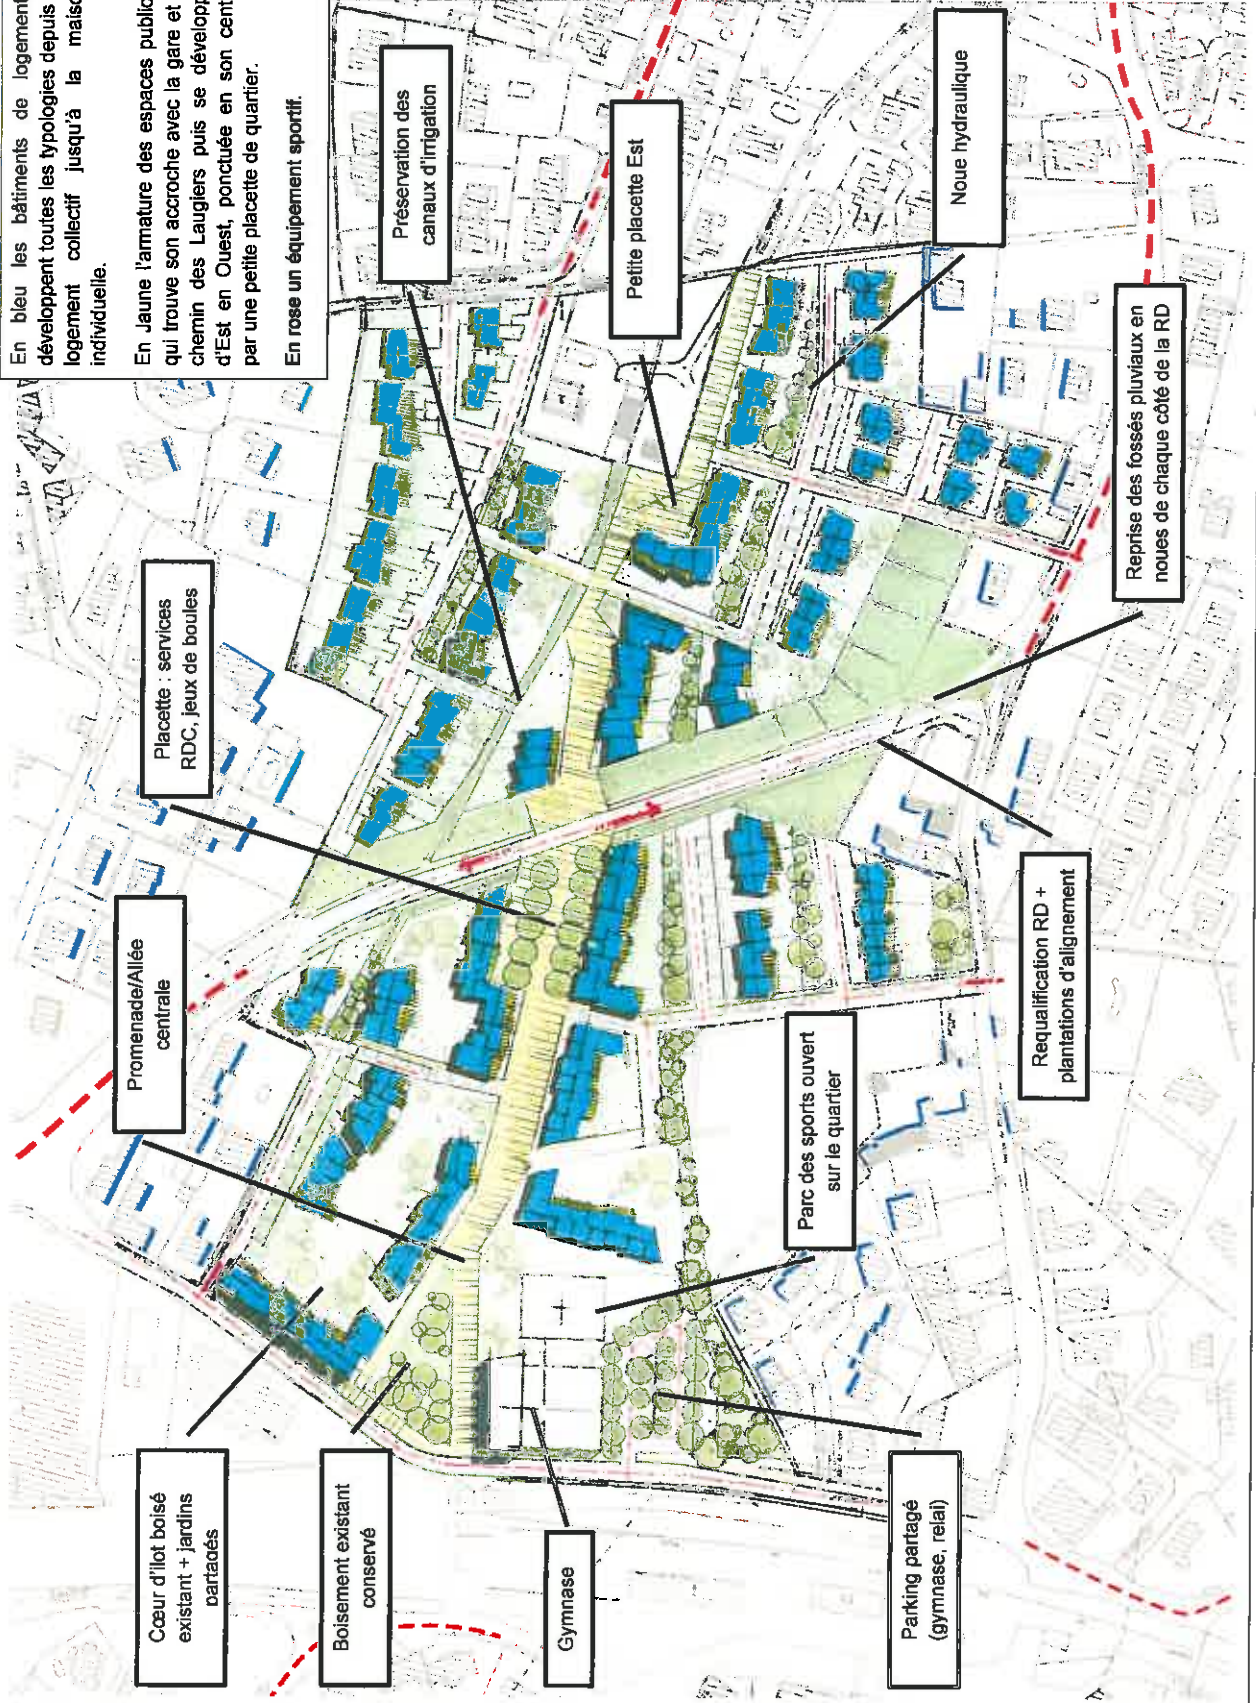 En bleu les bâtiments de logement
développent toutes les typologies depuis
logement collectif jusqu'à la
individuelle.
En Jaune l'armature des espaces
qui trouve son accroche avec la gare et
chemin des Laugiers puis se
d'Est en Ouest, ponctuée en son
par une petite placette de quartier.
En rose un équipement sportif.
Préservation des
canaux d'irrigation
Petite placette Est
Noue hydraulique
Placette : services
RDC, jeux de boules
Reprise des fossés pluviaux en
noues de chaque côté de la RD
Promenade/Allée
centrale
Requalification RD +
plantations d'alignement
Parc des sports ouvert
sur le quartier
Cœur d'ilot boisé
existant + jardins
partagés
Boisement existant
conservé
Gymnase
Parking partagé
(gymnase, relai)